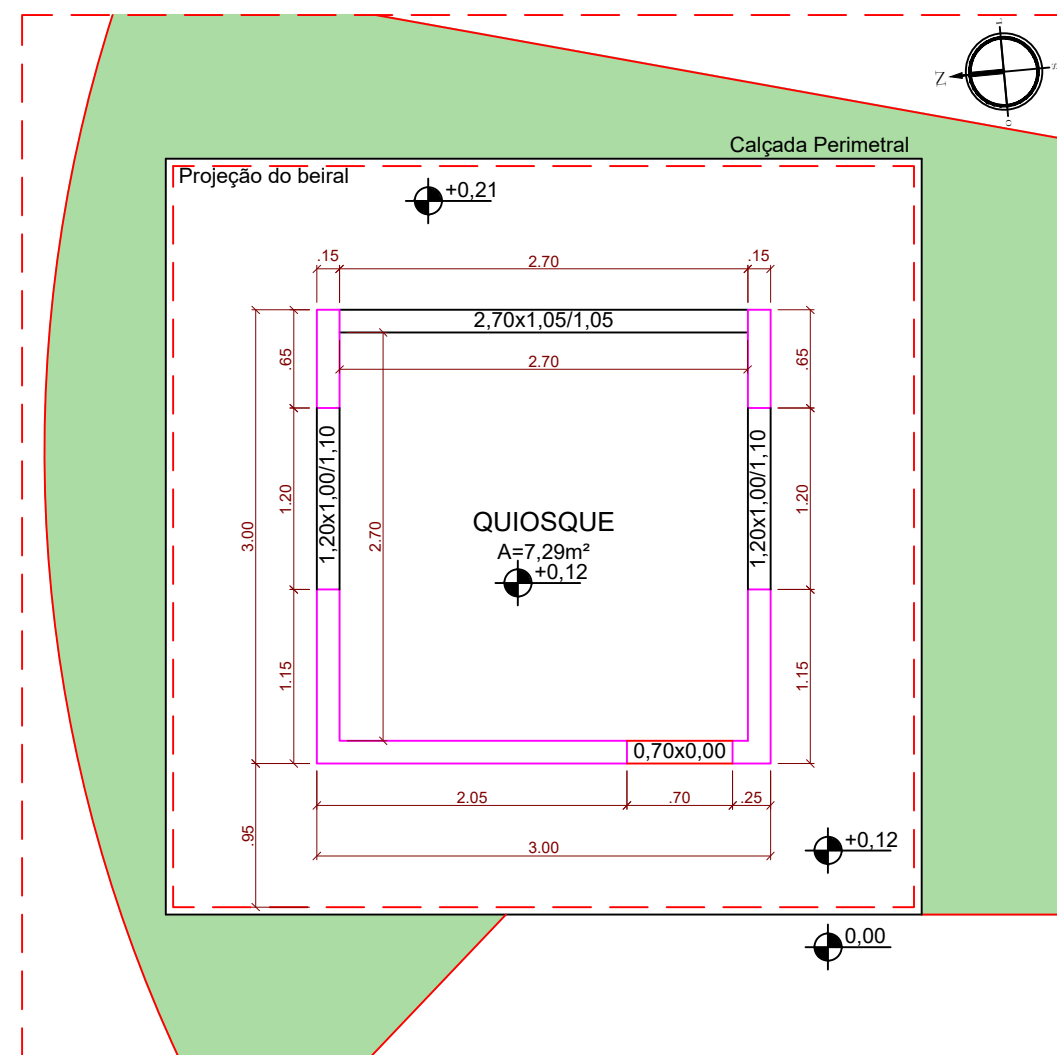 L
Z
S
O
Calçada Perimetral
Projeção do beiral
+0,21
.15
2.70
.15
2,70x1,05/1,05
2.70
.65
.65
1,20x1,00/1,10
1.20
3.00
2.70
QUIOSQUE
A=7,29m²
+0,12
1,20x1,00/1,10
1.20
1.15
1.15
0,70x0,00
2.05
.70
.25
3.00
.95
+0,12
0,00